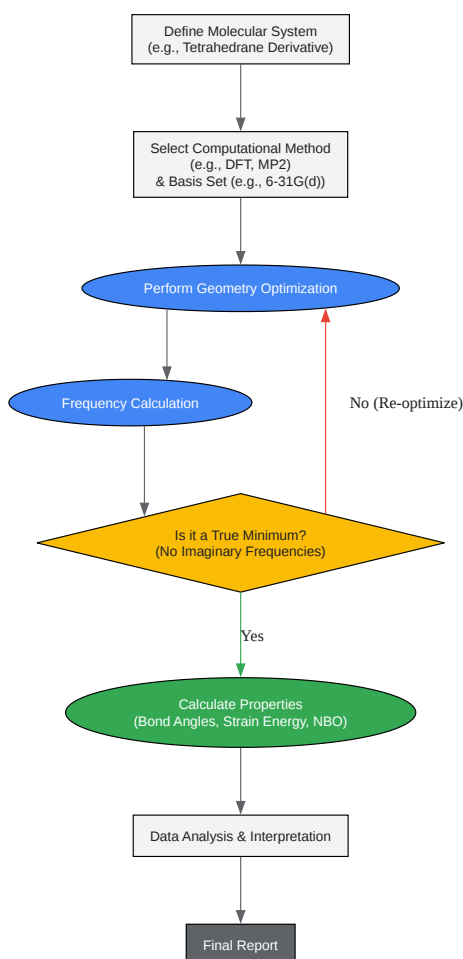 Define Molecular System
(e.g., Tetrahedrane Derivative)
Select Computational Method
(e.g., DFT, MP2)
& Basis Set (e.g., 6-31G(d))
Perform Geometry Optimization
Frequency Calculation
No (Re-optimize)
Is it a True Minimum?
(No Imaginary Frequencies)
Yes
Calculate Properties
(Bond Angles, Strain Energy, NBO)
Data Analysis & Interpretation
Final Report